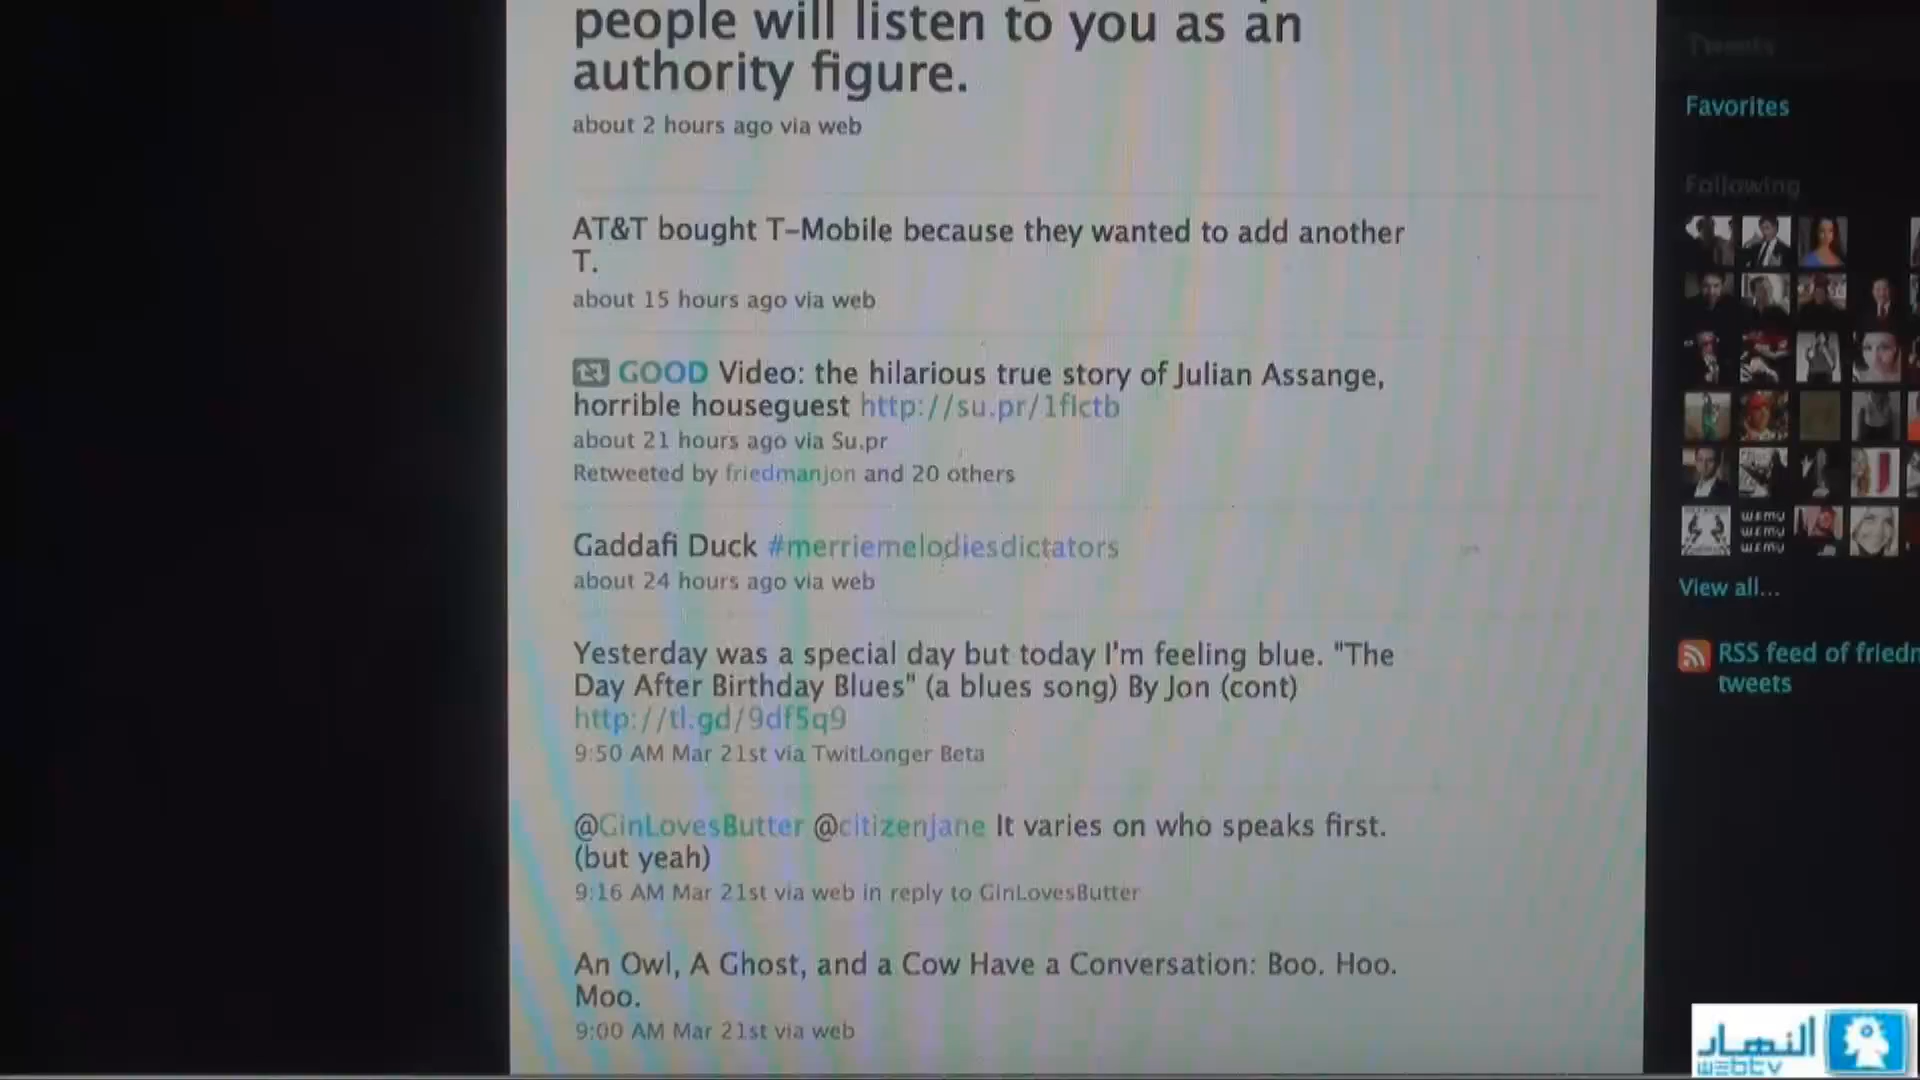 people will listen to you as an
authority figure.
about 2 hours ago via web
AT&T bought T-Mobile because they wanted to add another
T.
about 15 hours ago via web
GOOD Video: the hilarious true story of Julian Assange,
horrible houseguest http://su.pr/1flctb
about 21 hours ago via Su.pr
Retweeted by friedmanjon and 20 others
Gaddafi Duck #merriemelodiesdictators
about 24 hours ago via web
Yesterday was a special day but today I'm feeling blue. "The
Day After Birthday Blues" (a blues song) By Jon (cont)
http://tl.gd/9df5q9
9:50 AM Mar 21st via TwitLonger Beta
@GinLovesButter @citizenjane It varies on who speaks first.
(but yeah)
9:16 AM Mar 21st via web in reply to GinLovesButter
An Owl, A Ghost, and a Cow Have a Conversation: Boo. Hoo.
Moo.
9:00 AM Mar 21st via web
Tweets
Favorites
Following
WEMU
WEMU
WEMU
View all...
RSS feed of
tweets
النهار
webtv